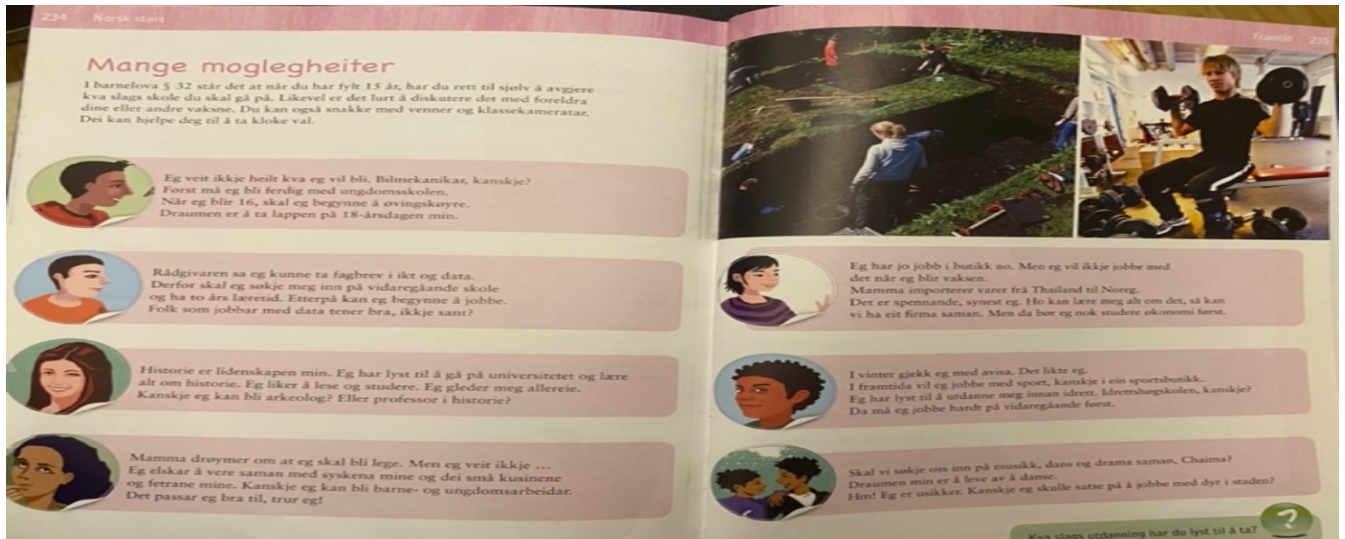 234 Norsk start
Mange moglegheiter
I barnelova § 32 står det at når du har fylt 15 år, har du rett til sjølv å avgjere
kva slags skole du skal gå på. Likevel er det lurt å diskutere det med foreldra
dine eller andre vaksne. Du kan også snakke med venner og klassekameratar.
Dei kan hjelpe deg til å ta kloke val.
Eg veit ikkje heilt kva eg vil bli. Bilmekanikar, kanskje?
Først må eg bli ferdig med ungdomsskolen.
Når eg blir 16, skal eg begynne å øvingskøyre.
Draumen er å ta lappen på 18-årsdagen min.
Rådgivaren sa eg kunne ta fagbrev i ikt og data.
Derfor skal eg søkje meg inn på vidaregåande skole
og ha to års læretid. Etterpå kan eg begynne å jobbe.
Folk som jobbar med data tener bra, ikkje sant?
Historie er lidenskapen min. Eg har lyst til å gå på universitetet og lære
alt om historie. Eg liker å lese og studere. Eg gleder meg allereie.
Kanskje eg kan bli arkeolog? Eller professor i historie?
Mamma drøymer om at eg skal bli lege. Men eg veit ikkje ...
Eg elskar å vere saman med syskena mine og dei små kusinene
og fetrane mine. Kanskje eg kan bli barne- og ungdomsarbeidar.
Det passar eg bra til, trur eg!
Framtid 235
Eg har jo jobb i butikk no. Men eg vil ikkje jobbe med
det når eg blir vaksen.
Mamma importerer varer frå Thailand til Noreg.
Det er spennande, synest eg. Ho kan lære meg alt om det, så kan
vi ha eit firma saman. Men da bør eg nok studere økonomi først.
I vinter gjekk eg med avisa. Det likte eg.
I framtida vil eg jobbe med sport, kanskje i ein sportsbutikk.
Eg har lyst til å utdanne meg innan idrett. Idrettshøgskolen, kanskje?
Da må eg jobbe hardt på vidaregåande først.
Skal vi søkje oss inn på musikk, dans og drama saman, Chaima?
Draumen min er å leve av å danse.
Hm! Eg er usikker. Kanskje eg skulle satse på å jobbe med dyr i staden?
Kva slags utdanning har du lyst til å ta? ?